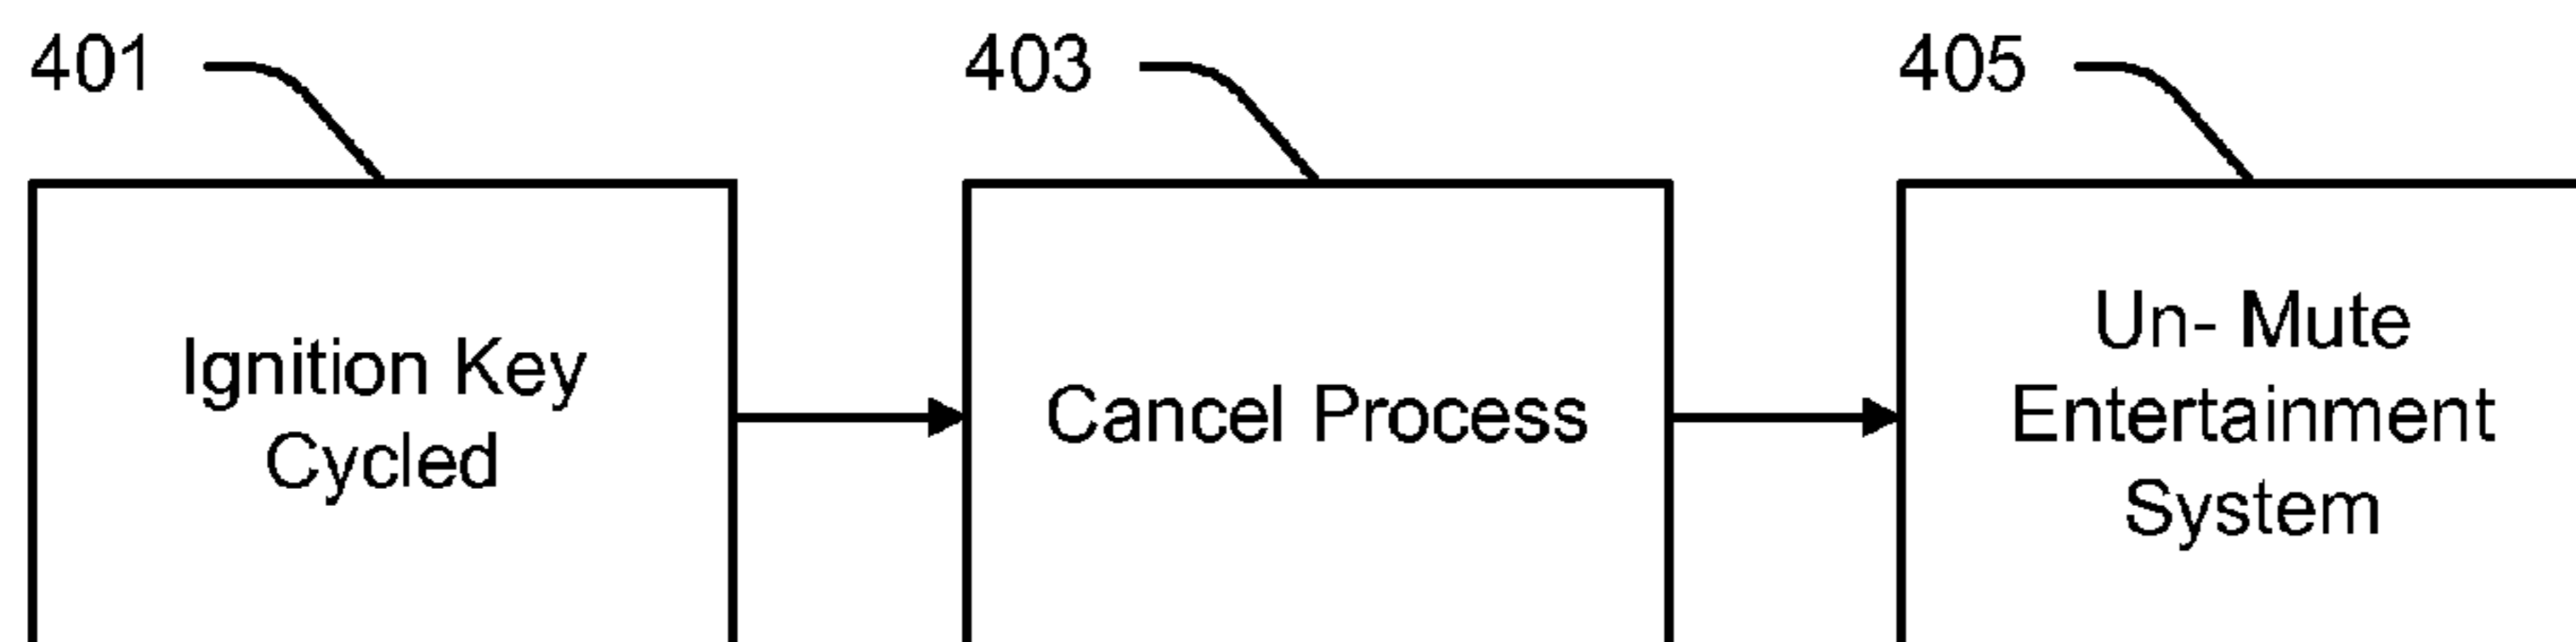 401
403
405
Ignition Key
Cycled
Cancel Process
Un- Mute
Entertainment
System